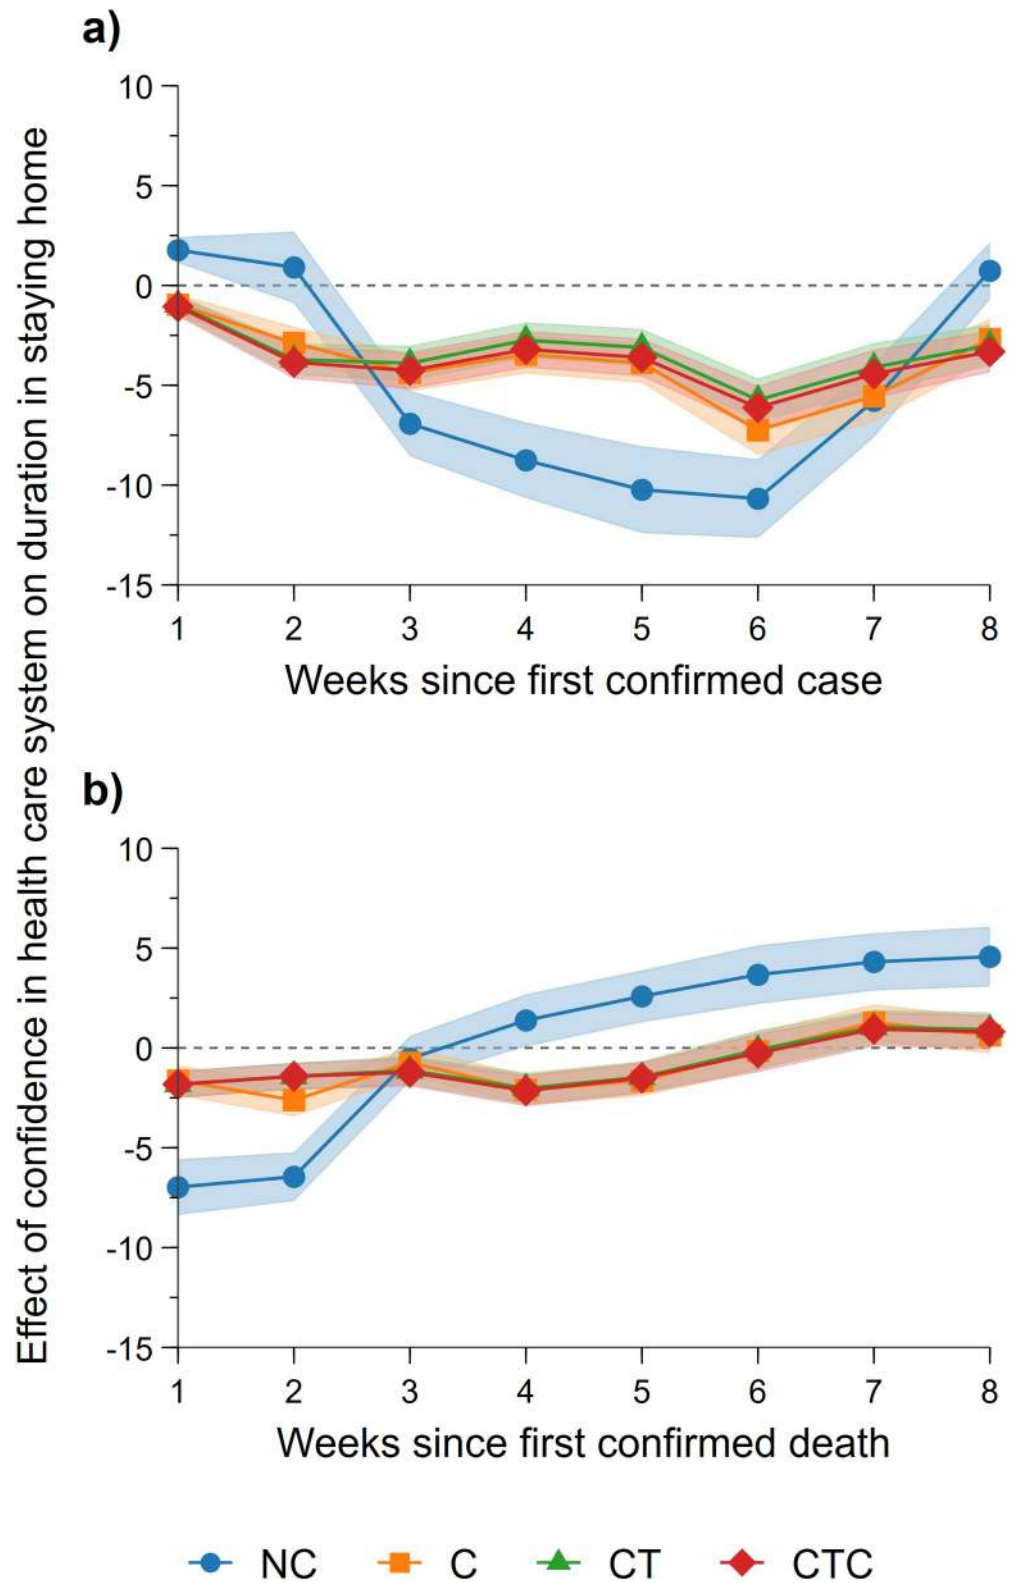 a)
Effect of confidence in health care system on duration in staying home
10
5
0
-5
-10
-15
1 2 3 4 5 6 7 8
Weeks since first confirmed case
b)
10
5
0
-5
-10
-15
1 2 3 4 5 6 7 8
Weeks since first confirmed death
NC C CT CTC